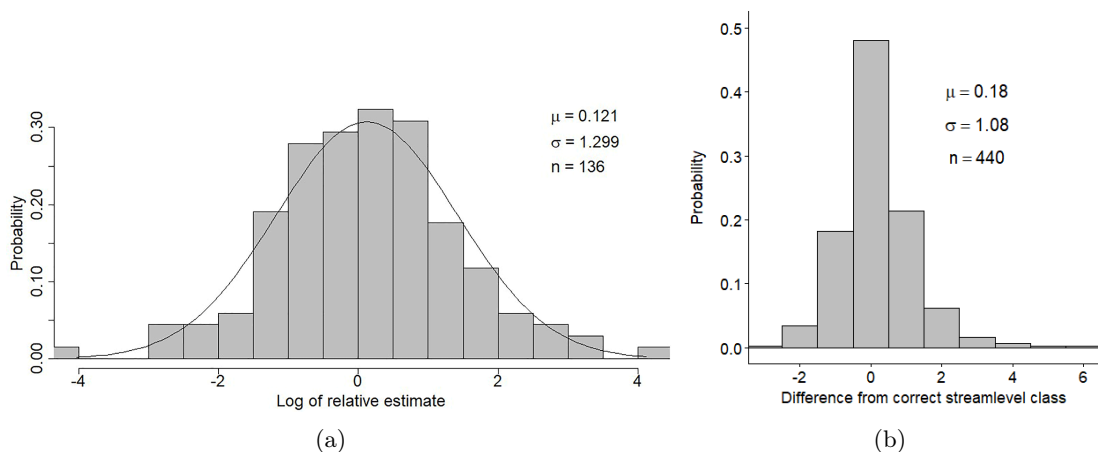 μ = 0.121
σ = 1.299
n = 136
Probability
0.00
0.10
0.20
0.30
-4
-2
0
2
4
Log of relative estimate
(a)
μ = 0.18
σ = 1.08
n = 440
Probability
0.5
0.4
0.3
0.2
0.1
0.0
-2
0
2
4
6
Difference from correct streamlevel class
(b)